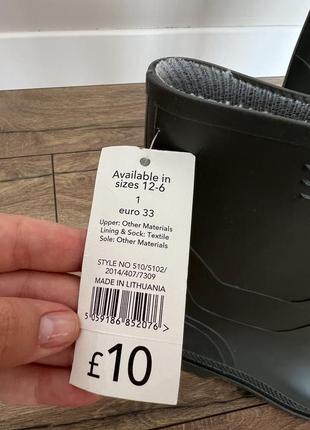 Available in
sizes 12-6
1
euro 33
Upper: Other Materials
Lining & Sock: Textile
Sole: Other Materials
STYLE NO 510/5102/
2014/407/7309
MADE IN LITHUANIA
5 059186 852076 >
£10